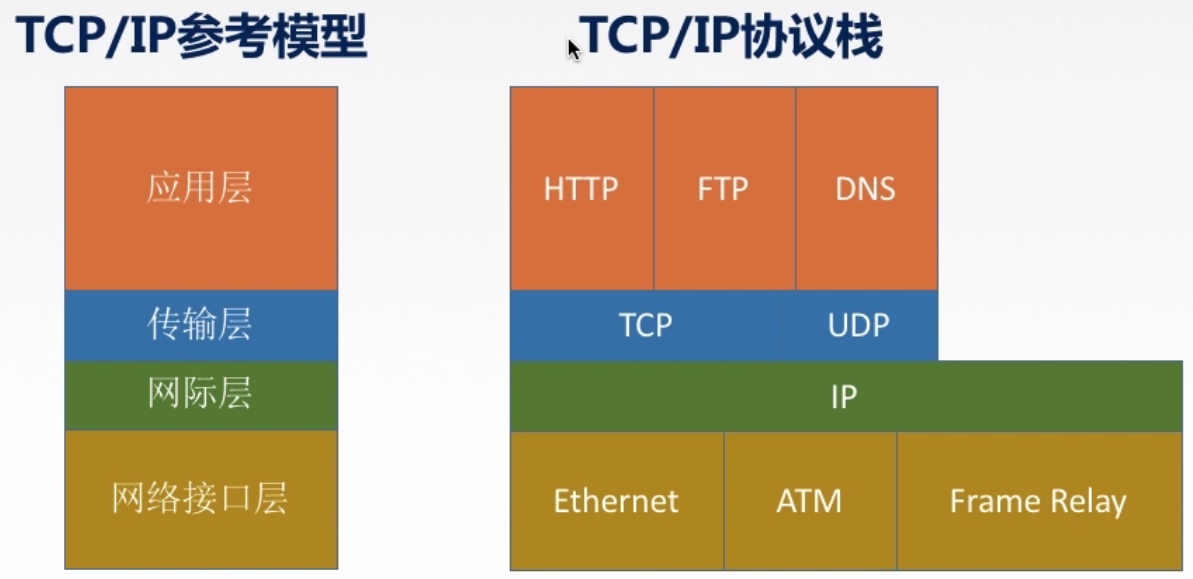 TCP/IP参考模型
TCP/IP协议栈
应用层
HTTP
FTP
DNS
传输层
TCP
UDP
网际层
IP
网络接口层
Ethernet
ATM
Frame Relay